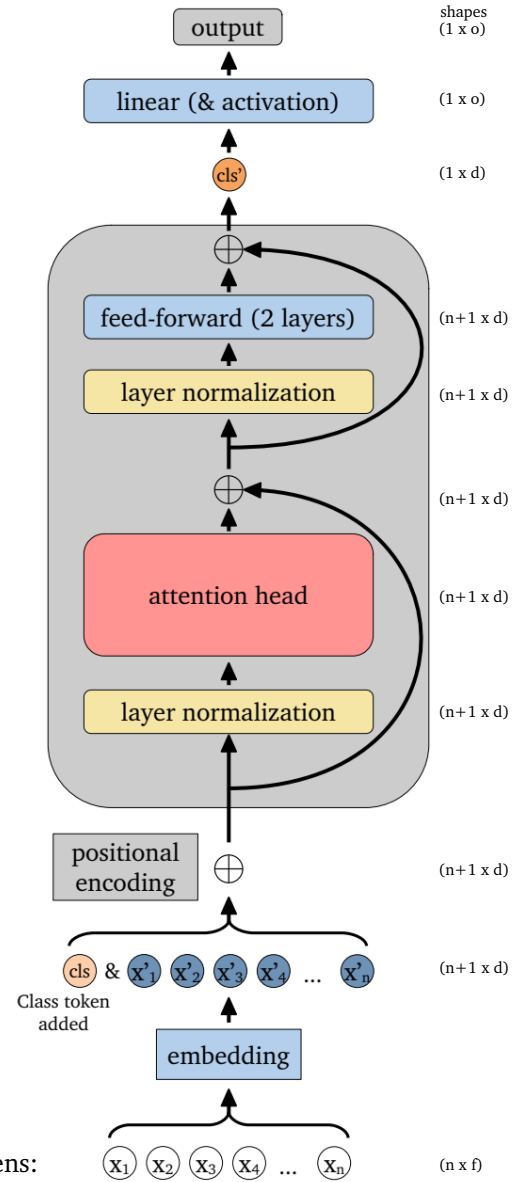 shapes
output (1 x o)
linear (& activation) (1 x o)
cls' (1 x d)
feed-forward (2 layers) (n+1 x d)
layer normalization (n+1 x d)
(n+1 x d)
attention head (n+1 x d)
layer normalization (n+1 x d)
positional
encoding (n+1 x d)
cls & x'1 x'2 x'3 x'4 ... x'n (n+1 x d)
Class token
added
embedding
ens: x1 x2 x3 x4 ... xn (n x f)